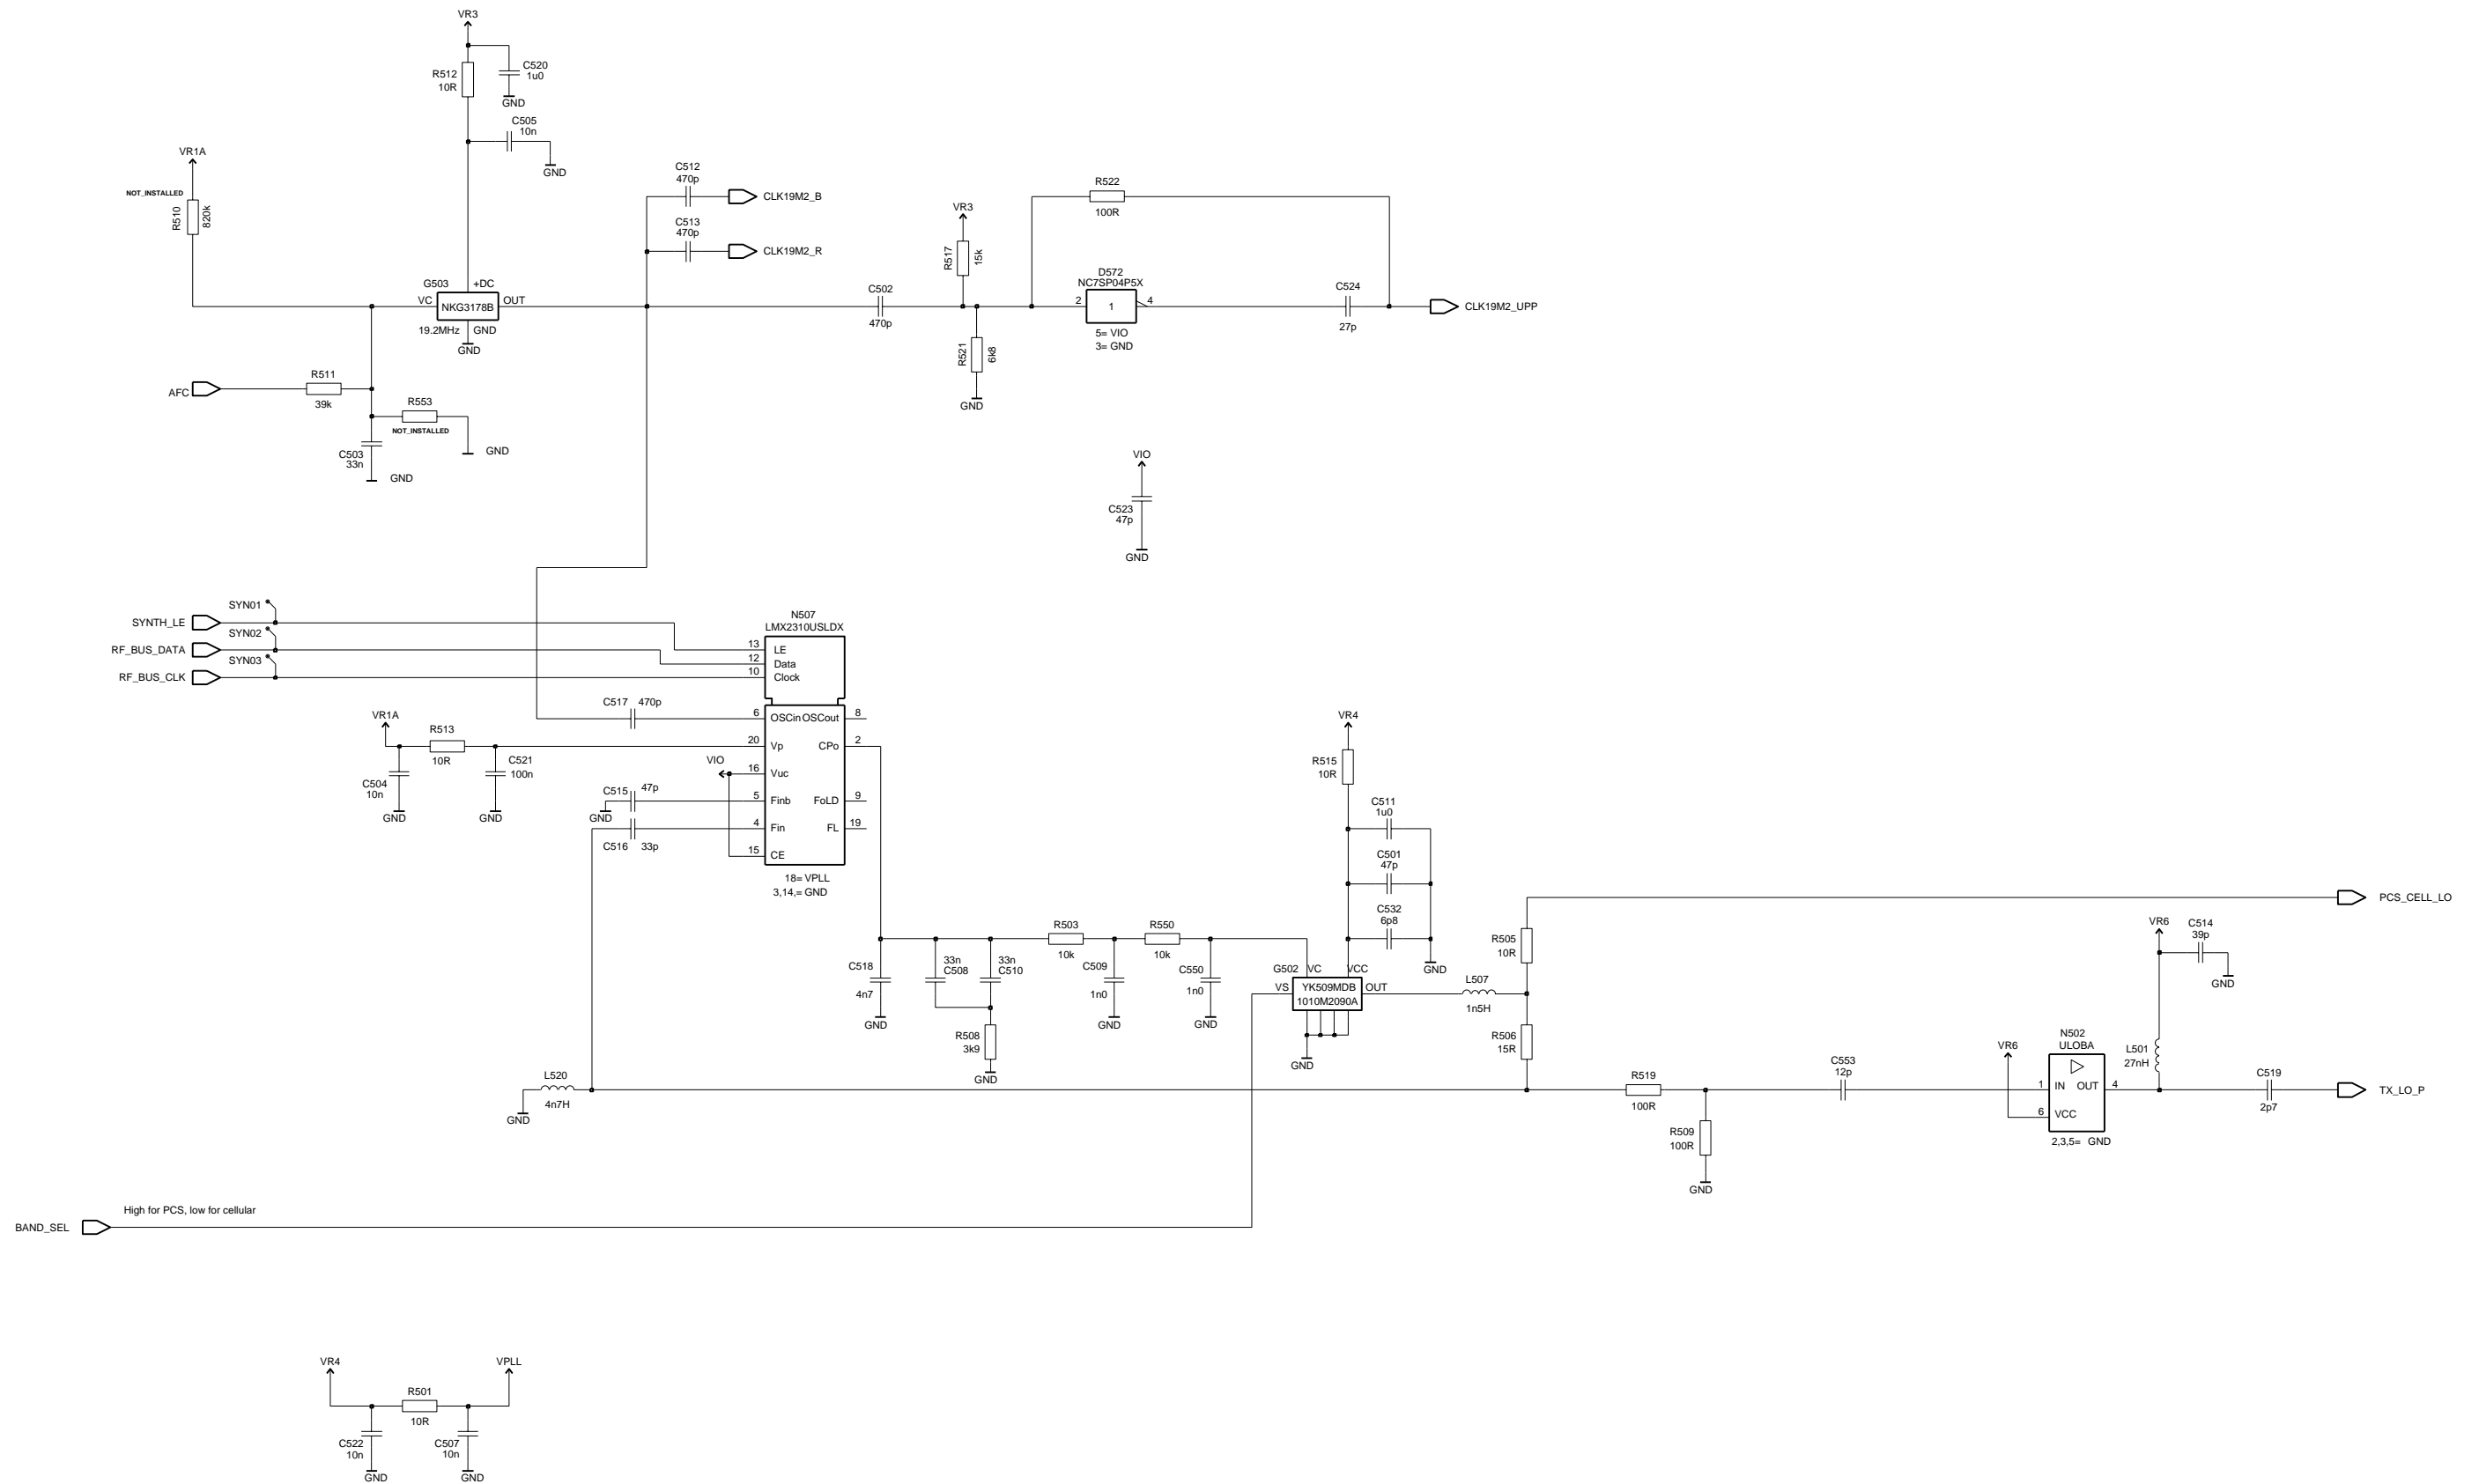 VR3
R512
10R
C520
1u0
GND
C505
10n
GND
VR1A
NOT_INSTALLED
R510
820k
C512
470p
CLK19M2_B
C513
470p
CLK19M2_R
R522
100R
VR3
R517
15k
G503
+DC
VC
NKG3178B
OUT
19.2MHz
GND
GND
C502
470p
D572
NC7SP04P5X
2
1
4
5= VIO
3= GND
C524
27p
CLK19M2_UPP
R521
6k8
GND
AFC
R511
39k
R553
NOT_INSTALLED
GND
C503
33n
GND
VIO
C523
47p
GND
SYN01
SYNTH_LE
SYN02
RF_BUS_DATA
SYN03
RF_BUS_CLK
N507
LMX2310USLDX
13
LE
12
Data
10
Clock
C517
470p
6
OSCin
OSCout
8
VR1A
R513
10R
C504
10n
GND
C521
100n
GND
20
Vp
CPo
2
VIO
16
Vuc
C515
47p
GND
5
Finb
FoLD
9
C516
33p
4
Fin
FL
19
15
CE
18= VPLL
3,14,= GND
VR4
R515
10R
C511
1u0
C501
47p
C532
6p8
GND
C518
4n7
GND
33n
C508
33n
C510
R508
3k9
GND
R503
10k
C509
1n0
GND
R550
10k
C550
1n0
GND
G502
VC
VCC
VS
YK509MDB
1010M2090A
OUT
GND
L507
1n5H
R505
10R
R506
15R
PCS_CELL_LO
VR6
C514
39p
GND
L501
27nH
N502
ULOBA
VR6
1
IN
OUT
4
6
VCC
2,3,5= GND
C519
2p7
TX_LO_P
L520
4n7H
GND
R519
100R
R509
100R
GND
C553
12p
High for PCS, low for cellular
BAND_SEL
VR4
VPLL
R501
10R
C522
10n
GND
C507
10n
GND